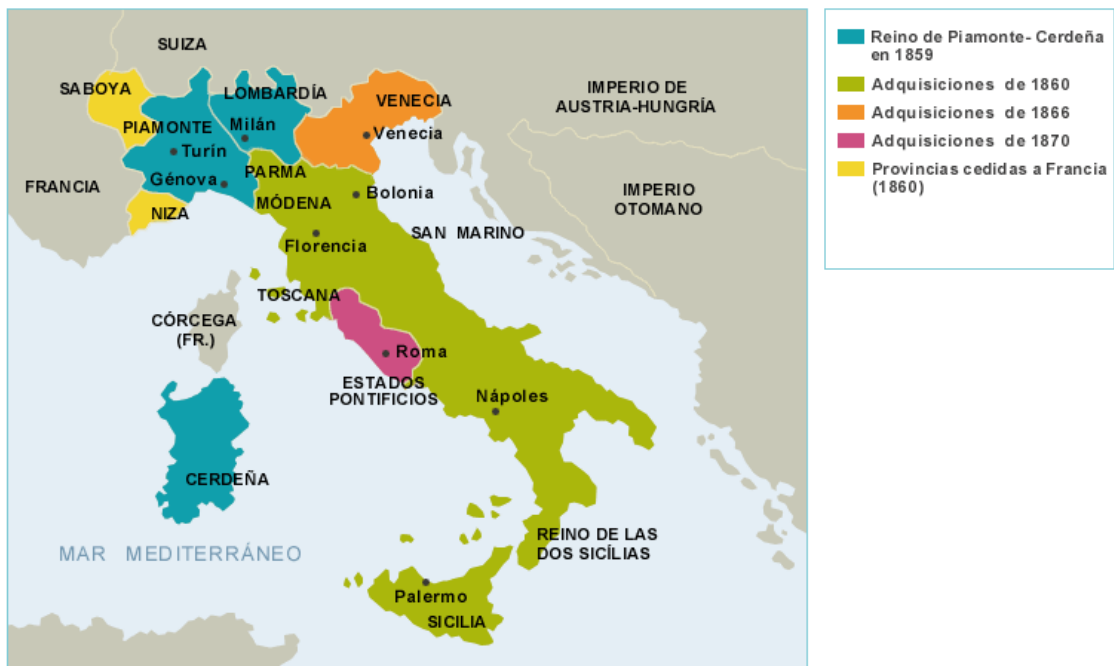 SUIZA
SABOYA
LOMBARDÍA
VENECIA
IMPERIO DE
AUSTRIA-HUNGRÍA
PIAMONTE
Milán
Venecia
Turín
PARMA
Génova
FRANCIA
Bolonia
IMPERIO
OTOMANO
NIZA
MÓDENA
SAN MARINO
Florencia
TOSCANA
CÓRCEGA
(FR.)
Roma
ESTADOS
PONTIFICIOS
Nápoles
CERDEÑA
REINO DE LAS
DOS SICÍLIAS
MAR MEDITERRÁNEO
Palermo
SICILIA
Reino de Piamonte- Cerdeña
en 1859
Adquisiciones de 1860
Adquisiciones de 1866
Adquisiciones de 1870
Provincias cedidas a Francia
(1860)